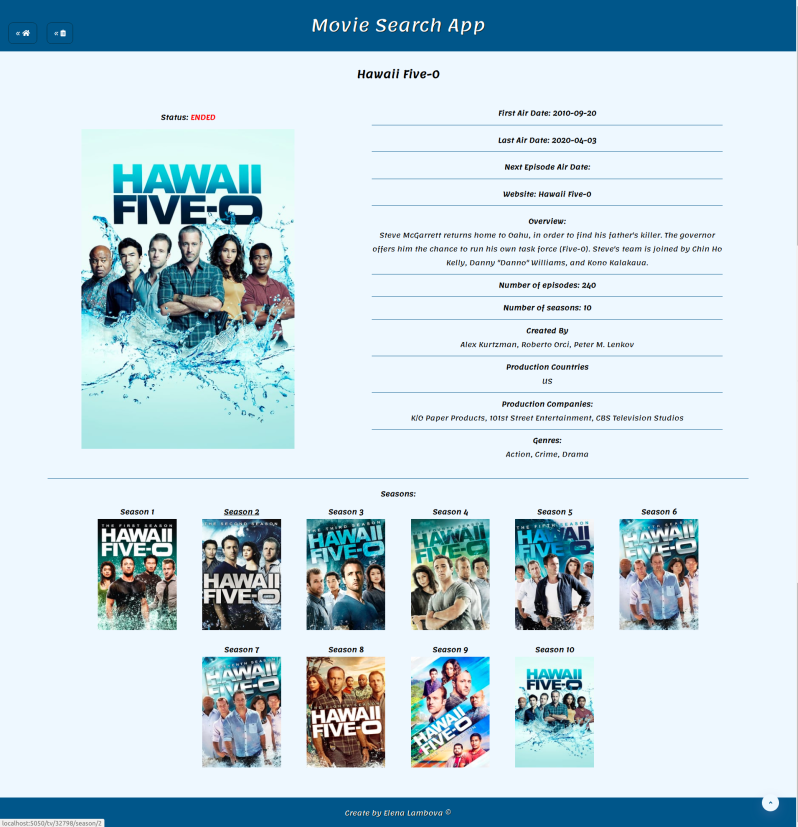 Movie Search App
«
«
Hawaii Five-0
Status: ENDED
HAWAII
FIVE-O
First Air Date: 2010-09-20
Last Air Date: 2020-04-03
Next Episode Air Date:
Website: Hawaii Five-0
Overview:
Steve McGarrett returns home to Oahu, in order to find his father's killer. The governor
offers him the chance to run his own task force (Five-0). Steve's team is joined by Chin Ho
Kelly, Danny "Danno" Williams, and Kono Kalakaua.
Number of episodes: 240
Number of seasons: 10
Created By
Alex Kurtzman, Roberto Orci, Peter M. Lenkov
Production Countries
US
Production Companies:
K/O Paper Products, 101st Street Entertainment, CBS Television Studios
Genres:
Action, Crime, Drama
Seasons:
Season 1
Season 2
Season 3
Season 4
Season 5
Season 6
THE FIRST SEASON
HAWAII
FIVE-O
THE SECOND SEASON
HAWAII
FIVE-O
THE THIRD SEASON
HAWAII
FIVE-O
HAWAII
FIVE-O
THE FIFTH SEASON
HAWAII
FIVE-O
HAWAII
FIVE-O
Season 7
Season 8
Season 9
Season 10
HAWAII
FIVE-O
HAWAII
FIVE-O
HAWAII
FIVE-O
HAWAII
FIVE-O
Create by Elena Lambova ©
localhost:5050/tv/32798/season/2